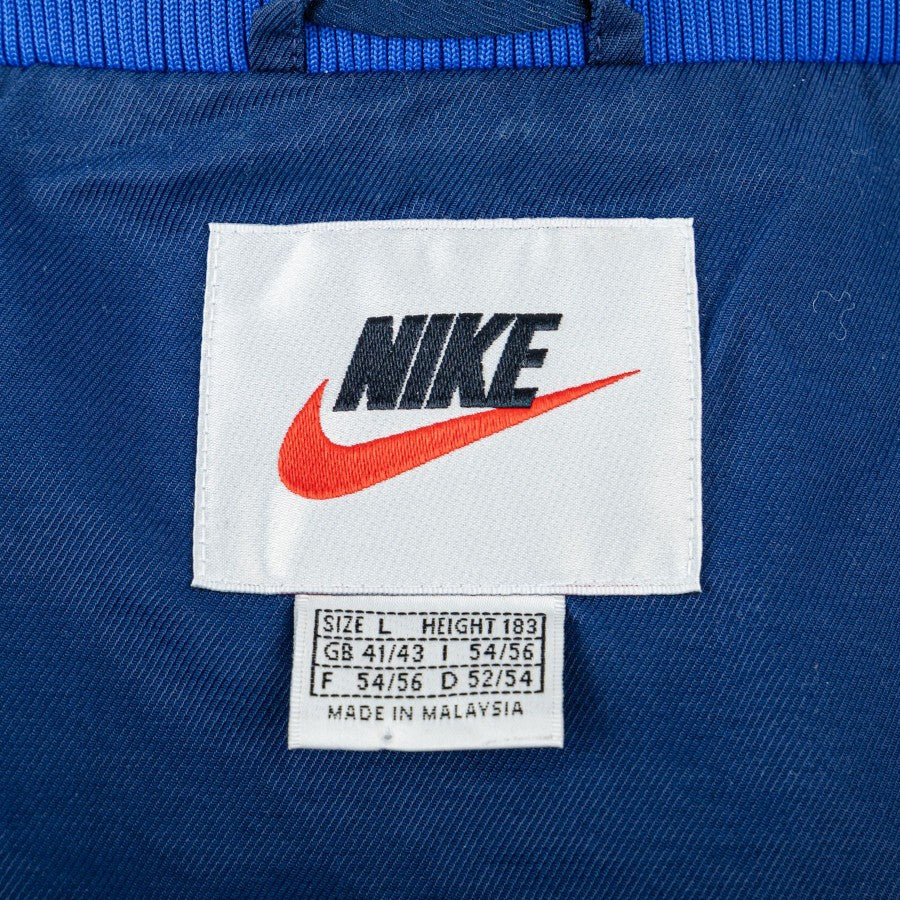 NIKE
SIZE L HEIGHT 183
GB 41/43 I 54/56
F 54/56 D 52/54
MADE IN MALAYSIA